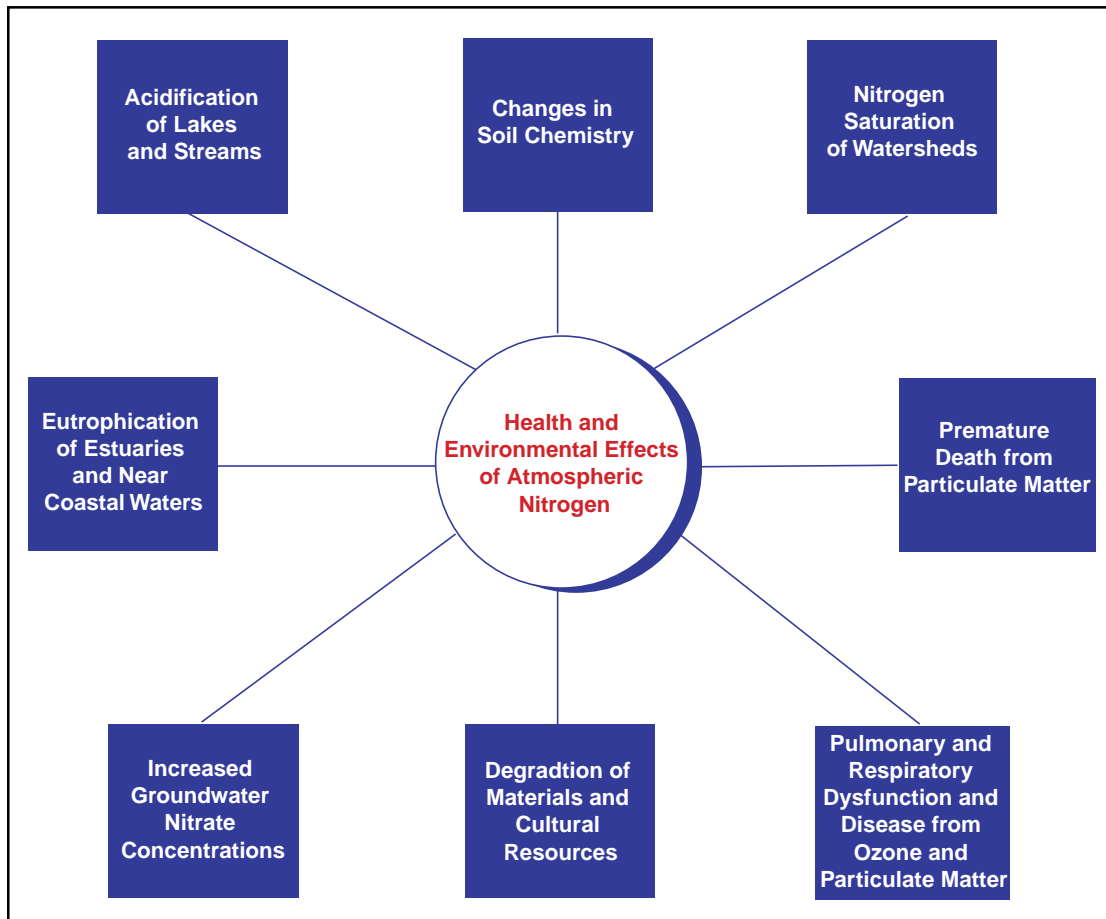 Acidification
of Lakes
and Streams
Changes in
Soil Chemistry
Nitrogen
Saturation
of Watersheds
Eutrophication
of Estuaries
and Near
Coastal Waters
Health and
Environmental Effects
of Atmospheric
Nitrogen
Premature
Death from
Particulate Matter
Increased
Groundwater
Nitrate
Concentrations
Degradtion of
Materials and
Cultural
Resources
Pulmonary and
Respiratory
Dysfunction and
Disease from
Ozone and
Particulate Matter